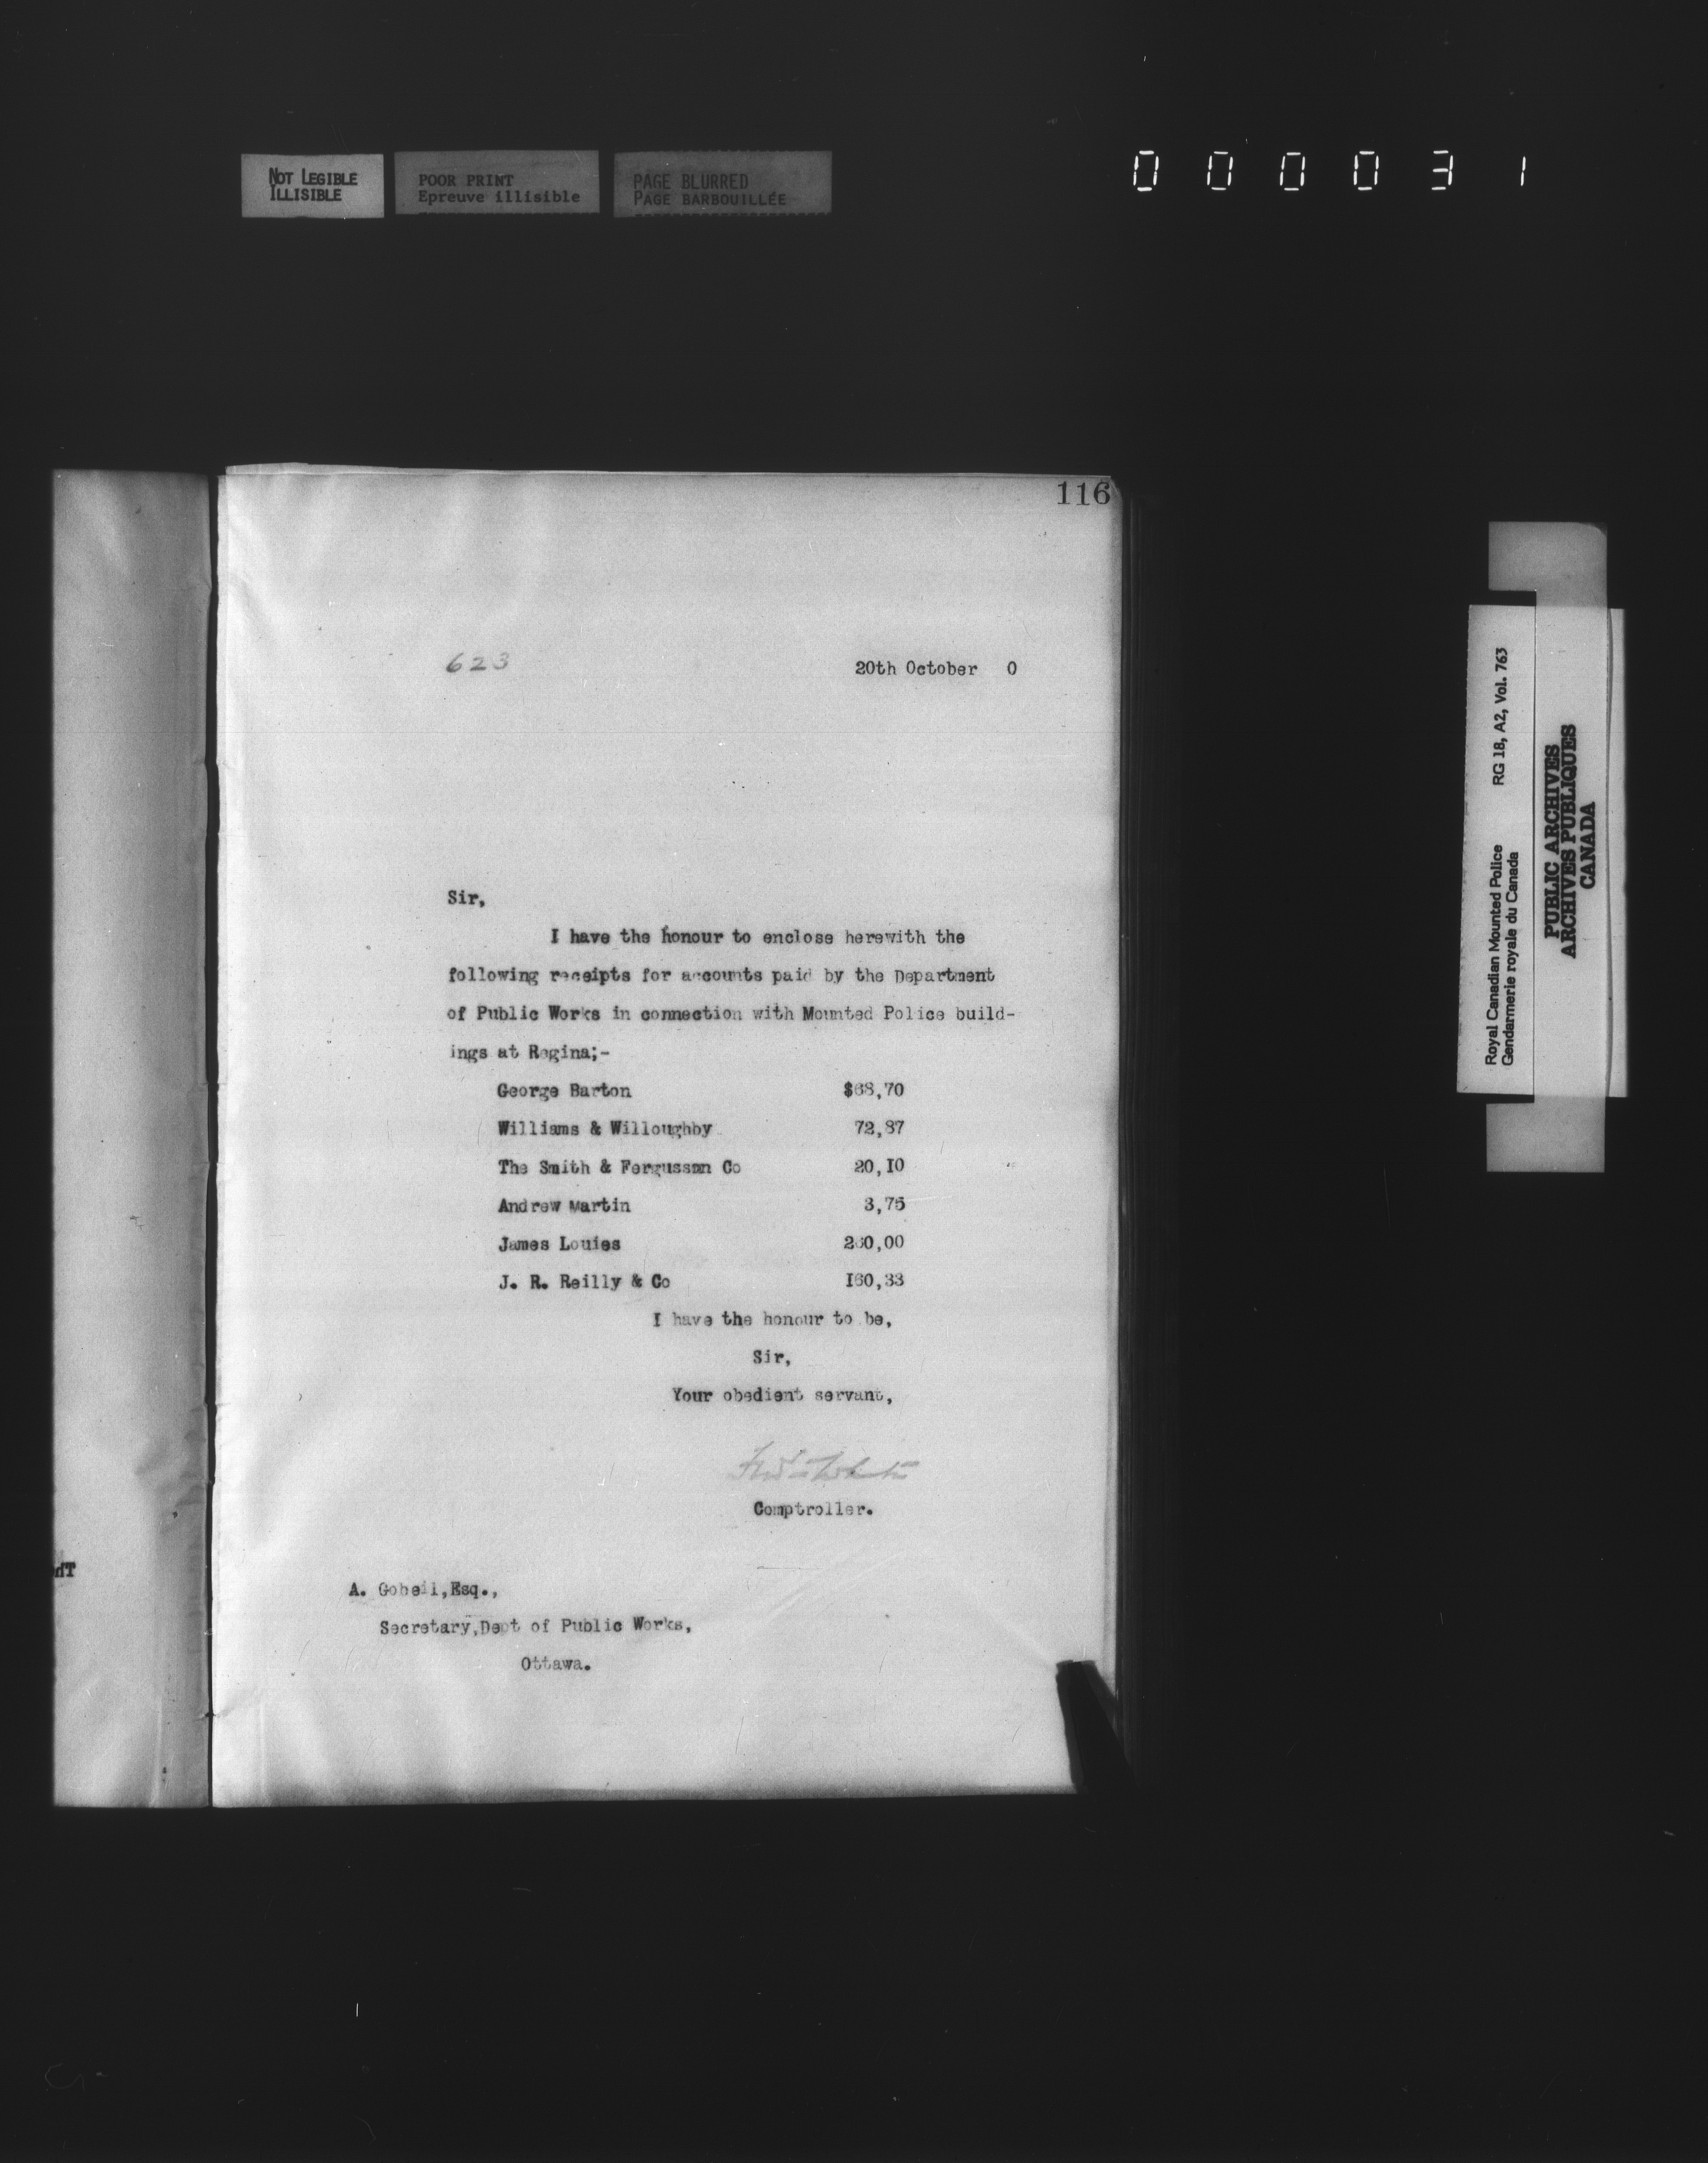 NOT LEGIBLE
ILLISIBLE
POOR PRINT
Epreuve illisible
PAGE BLURRED
PAGE BARBOUILLÉE
0 0 0 0 3 1
116
623
20th October 0
Sir,
I have the honour to enclose herewith the
following receipts for accounts paid by the Department
of Public Works in connection with Mounted Police build-
ings at Regina;-
George Barton $68,70
Williams & Willoughby 72,87
The Smith & Fergusson Co 20,I0
Andrew Martin 3,75
James Louies
J. R. Reilly & Co I60,33
I have the honour to be,
Sir,
Your obedient servant,
Fred White
Comptroller.
A. Gobeil,Esq.,
Secretary,Dept of Public Works,
Ottawa.
Royal Canadian Mounted Police RG 18, A2, Vol. 763
Gendarmerie royale du Canada
PUBLIC ARCHIVES
ARCHIVES PUBLIQUES
CANADA